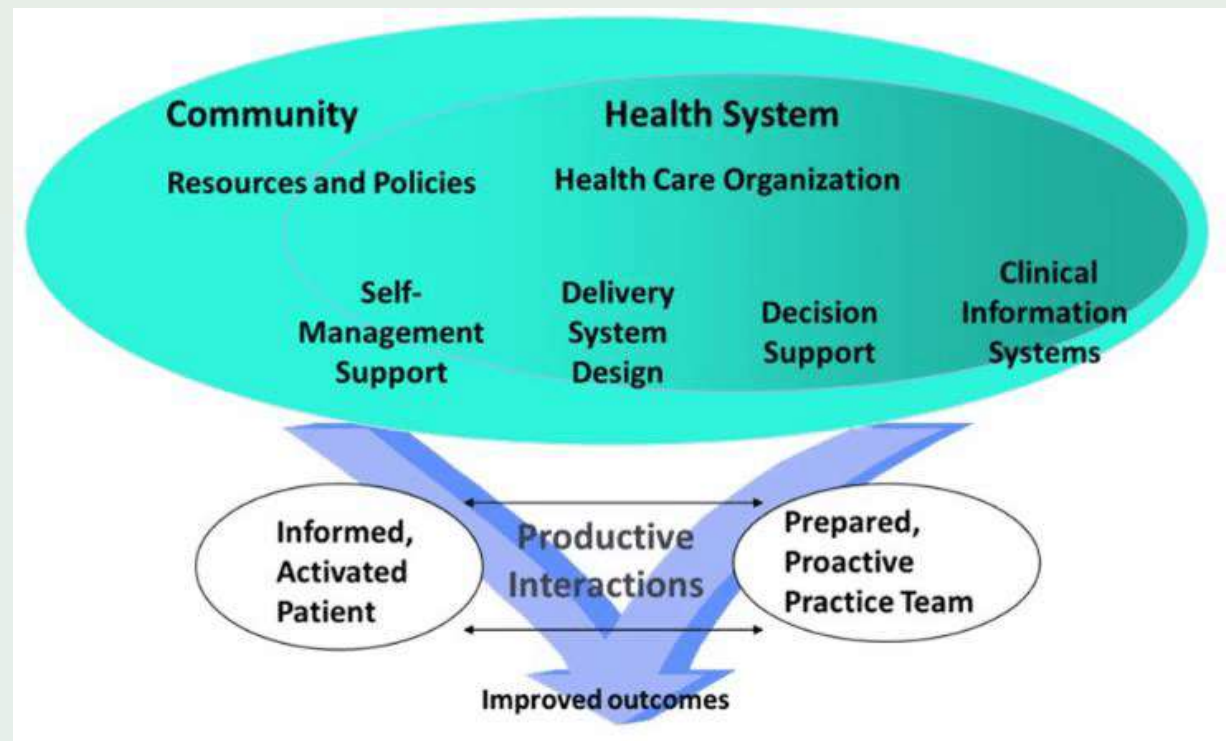 Community
Health System
Resources and Policies
Health Care Organization
Self-
Management
Support
Delivery
System
Design
Decision
Support
Clinical
Information
Systems
Informed,
Activated
Patient
Productive
Interactions
Prepared,
Proactive
Practice Team
Improved outcomes